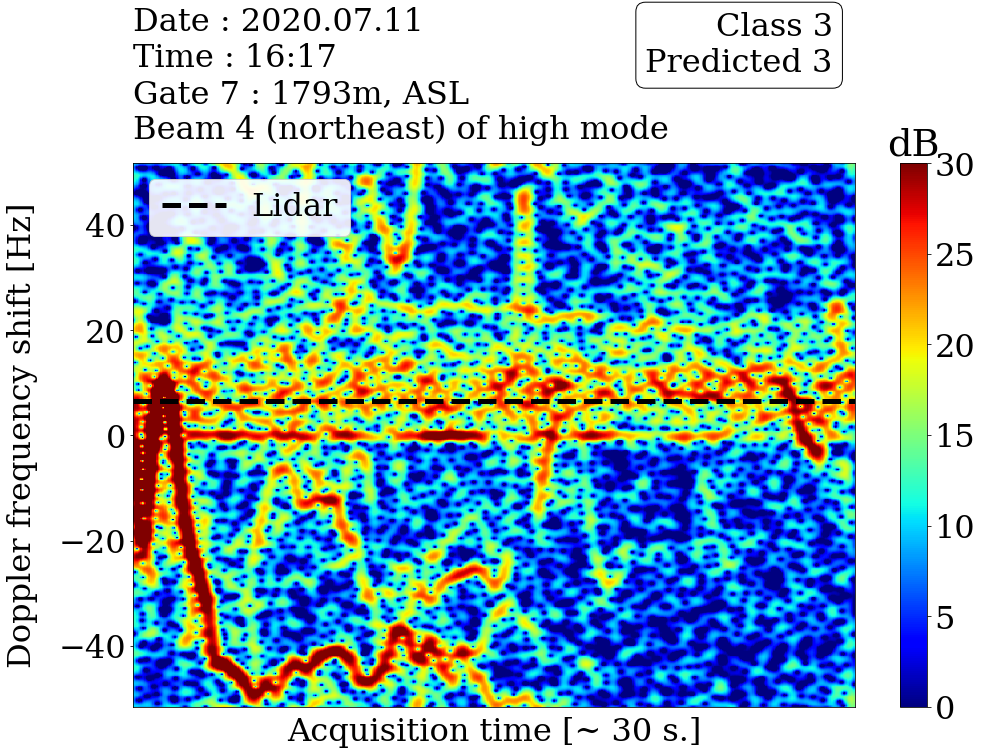 Date : 2020.07.11
Time : 16:17
Gate 7 : 1793m, ASL
Beam 4 (northeast) of high mode
Class 3
Predicted 3
dB
30
25
20
15
10
5
0
Lidar
Doppler frequency shift [Hz]
40
20
0
−20
−40
Acquisition time [~ 30 s.]